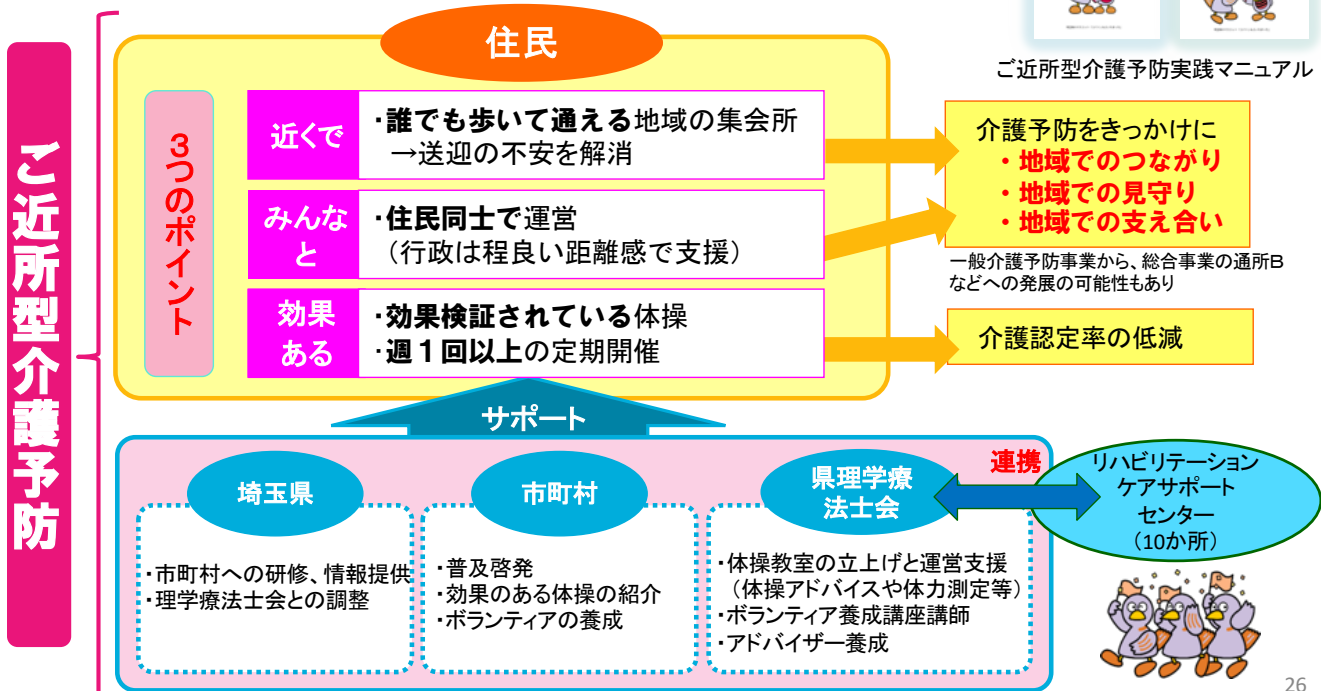 ご近所型介護予防
住民
3つのポイント
近くで
・誰でも歩いて通える地域の集会所
→送迎の不安を解消
みんな
と
・住民同士で運営
（行政は程良い距離感で支援）
効果
ある
・効果検証されている体操
・週１回以上の定期開催
ご近所型介護予防実践マニュアル
介護予防をきっかけに
・地域でのつながり
・地域での見守り
・地域での支え合い
一般介護予防事業から、総合事業の通所B
などへの発展の可能性もあり
介護認定率の低減
サポート
埼玉県
・市町村への研修、情報提供
・理学療法士会との調整
市町村
・普及啓発
・効果のある体操の紹介
・ボランティアの養成
県理学療
法士会
・体操教室の立上げと運営支援
（体操アドバイスや体力測定等）
・ボランティア養成講座講師
・アドバイザー養成
連携
リハビリテーション
ケアサポート
センター
（10か所）
26